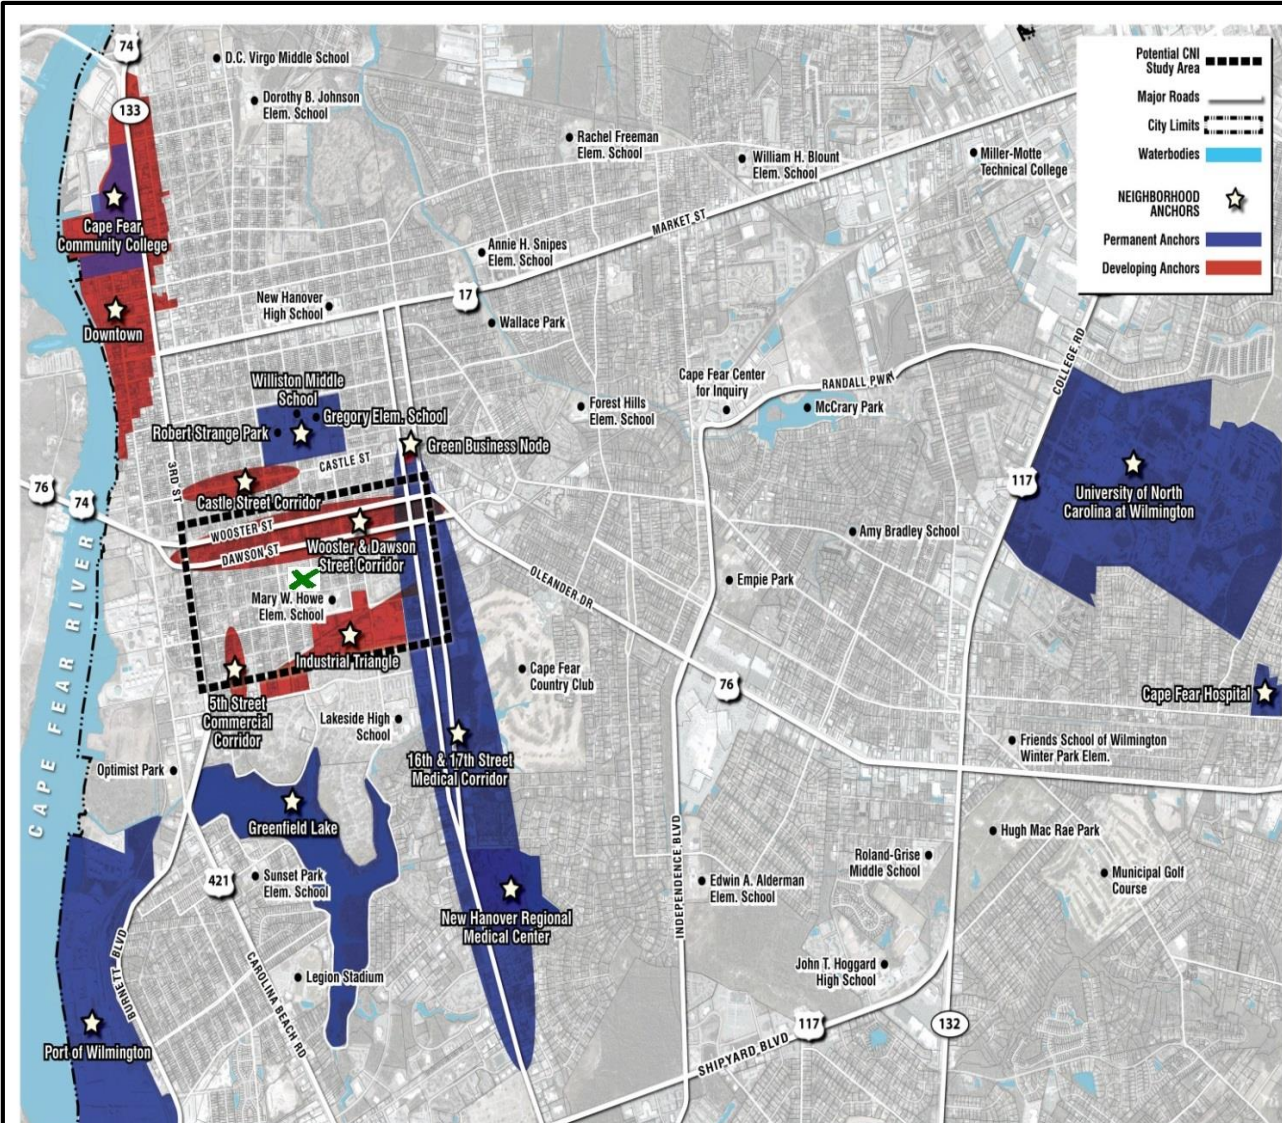 74
D.C. Virgo Middle School
133
Dorothy B. Johnson
Elem. School
Rachel Freeman
Elem. School
William H. Blount
Elem. School
Miller-Motte
Technical College
Potential CNI
Study Area
Major Roads
City Limits
Waterbodies
NEIGHBORHOOD
ANCHORS
Permanent Anchors
Developing Anchors
Cape Fear
Community College
MARKET ST
Annie H. Snipes
Elem. School
New Hanover
High School
17
Wallace Park
Downtown
COLLEGE RD
Cape Fear Center
for Inquiry
RANDALL PWK
McCrary Park
Williston Middle
School
Gregory Elem. School
Robert Strange Park
Forest Hills
Elem. School
Green Business Node
CASTLE ST
3RD ST
76
74
Castle Street Corridor
117
University of North
Carolina at Wilmington
WOOSTER ST
DAWSON ST
Wooster & Dawson
Street Corridor
Amy Bradley School
OLEANDER DR
Empie Park
Mary W. Howe
Elem. School
Industrial Triangle
CAPE FEAR RIVER
5th Street
Commercial
Corridor
Cape Fear
Country Club
76
Cape Fear Hospital
Lakeside High
School
16th & 17th Street
Medical Corridor
Friends School of Wilmington
Winter Park Elem.
Optimist Park
Greenfield Lake
Hugh Mac Rae Park
INDEPENDENCE BLVD
Roland-Grise
Middle School
Municipal Golf
Course
421
Sunset Park
Elem. School
Edwin A. Alderman
Elem. School
New Hanover Regional
Medical Center
BURNETT BLVD
CAROLINA BEACH RD
Legion Stadium
John T. Hoggard
High School
Port of Wilmington
117
132
SHIPYARD BLVD